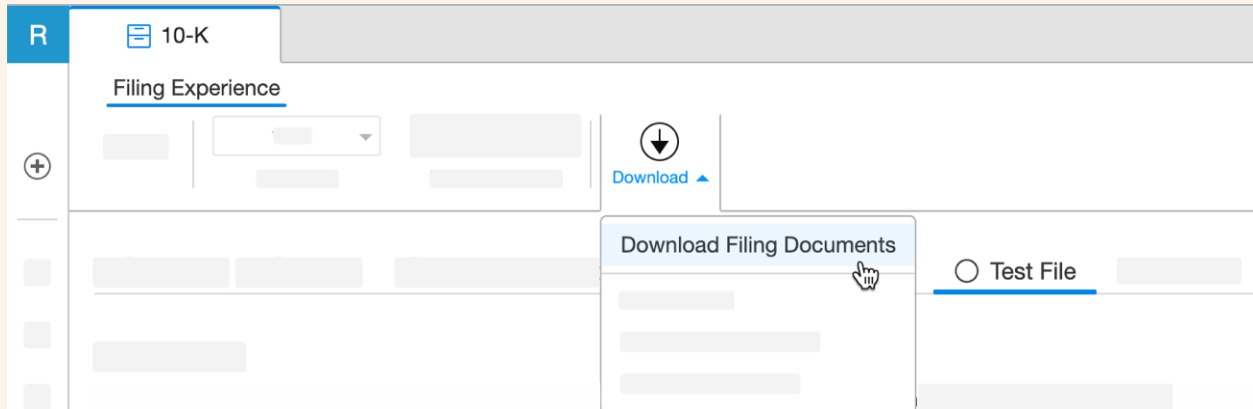 R
10-K
Filing Experience
Download
Download Filing Documents
Test File